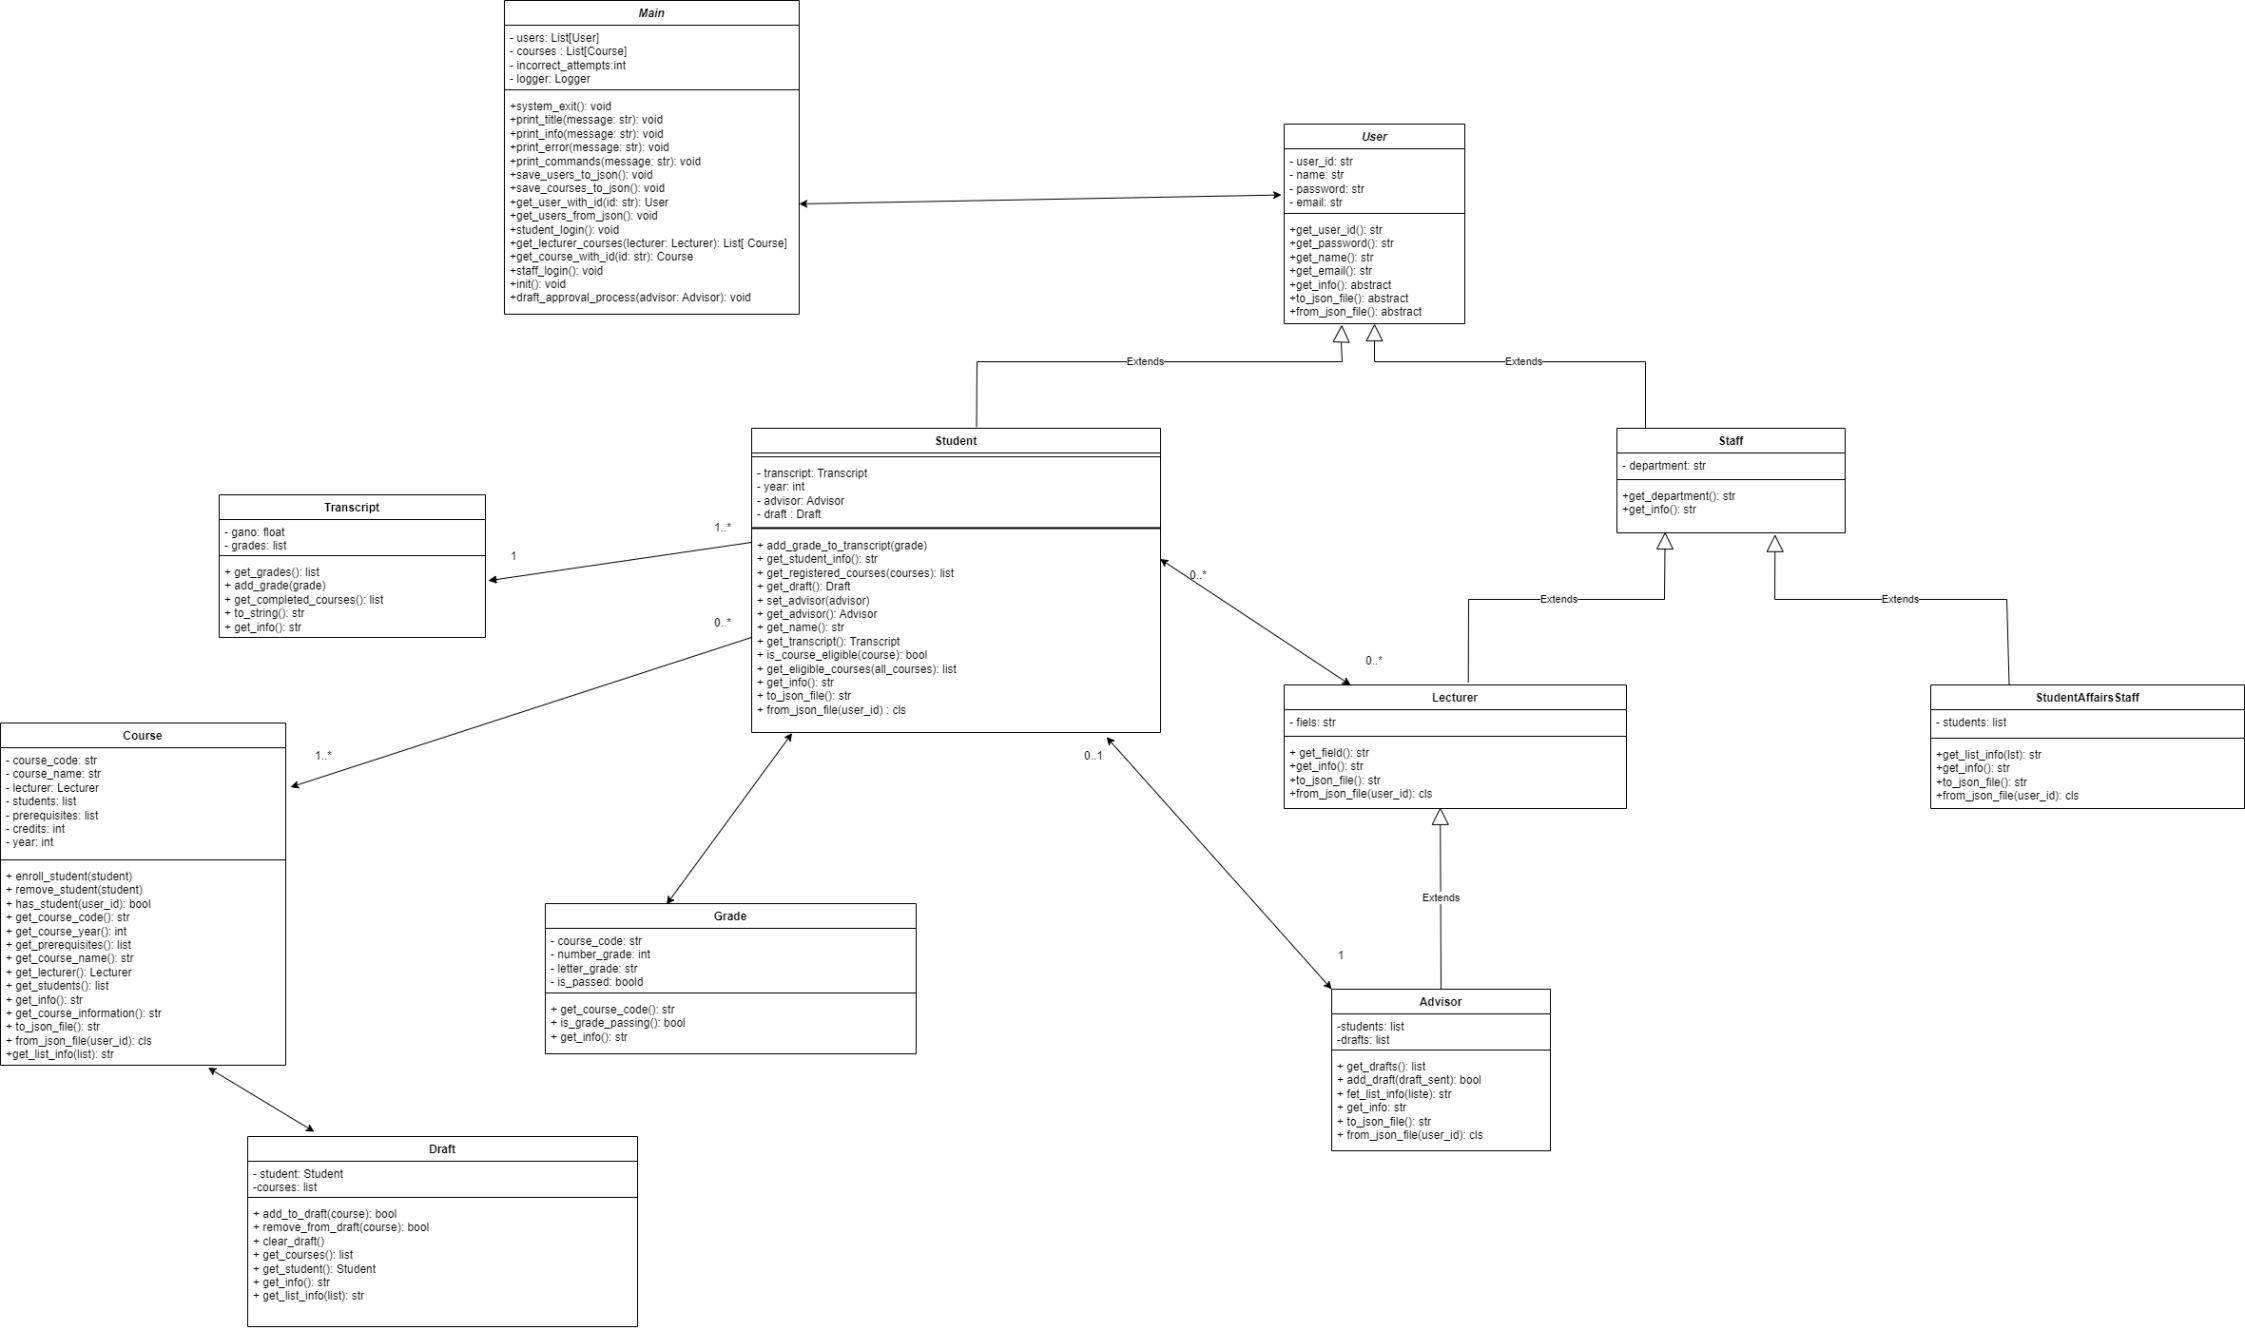 Main
- users: List[User]
- courses : List[Course]
- incorrect_attempts:int
- logger: Logger
+system_exit(): void
+print_title(message: str): void
+print_info(message: str): void
+print_error(message: str): void
+print_commands(message: str): void
+save_users_to_json(): void
+save_courses_to_json(): void
+get_user_with_id(id: str): User
+get_users_from_json(): void
+student_login(): void
+get_lecturer_courses(lecturer: Lecturer): List[ Course]
+get_course_with_id(id: str): Course
+staff_login(): void
+init(): void
+draft_approval_process(advisor: Advisor): void
User
- user_id: str
- name: str
- password: str
- email: str
+get_user_id(): str
+get_password(): str
+get_name(): str
+get_email(): str
+get_info(): abstract
+to_json_file(): abstract
+from_json_file(): abstract
Extends
Extends
Student
- transcript: Transcript
- year: int
- advisor: Advisor
- draft : Draft
+ add_grade_to_transcript(grade)
+ get_student_info(): str
+ get_registered_courses(courses): list
+ get_draft(): Draft
+ set_advisor(advisor)
+ get_advisor(): Advisor
+ get_name(): str
+ get_transcript(): Transcript
+ is_course_eligible(course): bool
+ get_eligible_courses(all_courses): list
+ get_info(): str
+ to_json_file(): str
+ from_json_file(user_id) : cls
Staff
- department: str
+get_department(): str
+get_info(): str
Transcript
- gano: float
- grades: list
+ get_grades(): list
+ add_grade(grade)
+ get_completed_courses(): list
+ to_string(): str
+ get_info(): str
1..*
1
0..*
1..*
0..*
0..*
Extends
Extends
Lecturer
- fiels: str
+ get_field(): str
+get_info(): str
+to_json_file(): str
+from_json_file(user_id): cls
StudentAffairsStaff
- students: list
+get_list_info(lst): str
+get_info(): str
+to_json_file(): str
+from_json_file(user_id): cls
Course
- course_code: str
- course_name: str
- lecturer: Lecturer
- students: list
- prerequisites: list
- credits: int
- year: int
+ enroll_student(student)
+ remove_student(student)
+ has_student(user_id): bool
+ get_course_code(): str
+ get_course_year(): int
+ get_prerequisites(): list
+ get_course_name(): str
+ get_lecturer(): Lecturer
+ get_students(): list
+ get_info(): str
+ get_course_information(): str
+ to_json_file(): str
+ from_json_file(user_id): cls
+get_list_info(list): str
0..1
1
Extends
Grade
- course_code: str
- number_grade: int
- letter_grade: str
- is_passed: boold
+ get_course_code(): str
+ is_grade_passing(): bool
+ get_info(): str
Advisor
-students: list
-drafts: list
+ get_drafts(): list
+ add_draft(draft_sent): bool
+ fet_list_info(liste): str
+ get_info: str
+ to_json_file(): str
+ from_json_file(user_id): cls
Draft
- student: Student
-courses: list
+ add_to_draft(course): bool
+ remove_from_draft(course): bool
+ clear_draft()
+ get_courses(): list
+ get_student(): Student
+ get_info(): str
+ get_list_info(list): str